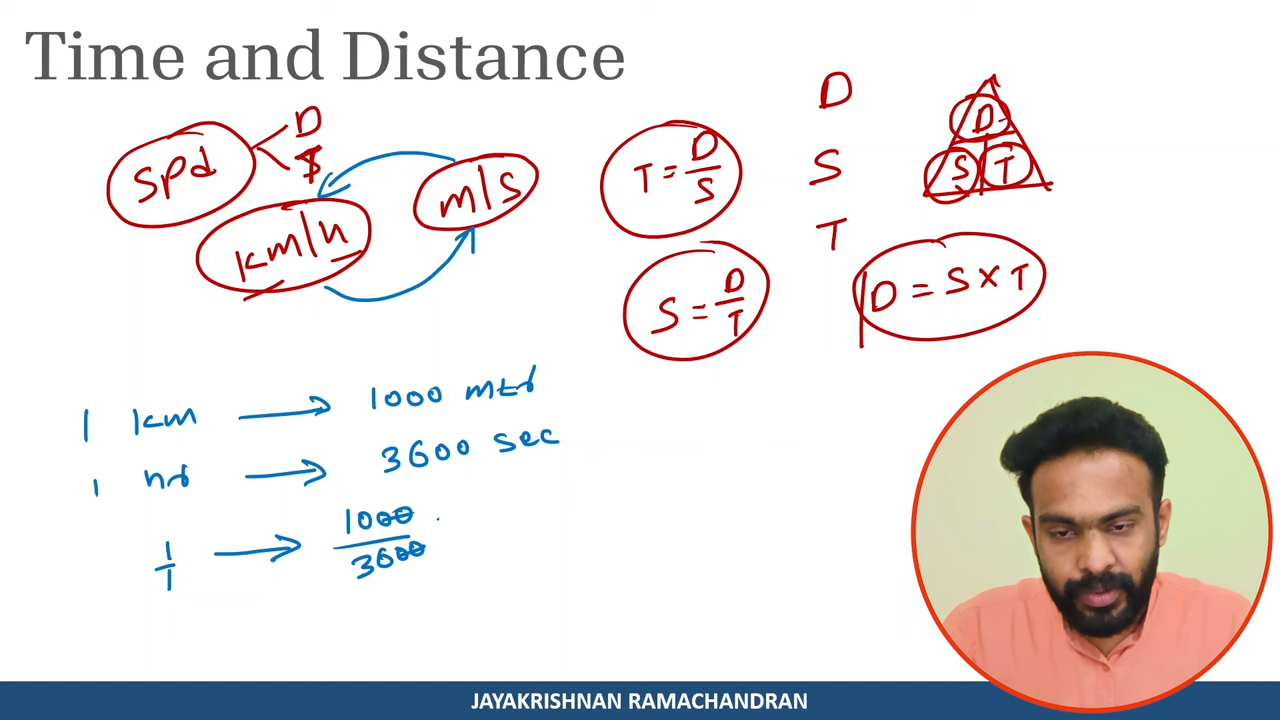 Time and Distance
spd
D
T
km/h
m/s
T = D/S
S = D/T
D
S
T
D
S T
D = S × T
1 km → 1000 mtr
1 hr → 3600 sec
1/1 → 1000/3600
JAYAKRISHNAN RAMACHANDRAN